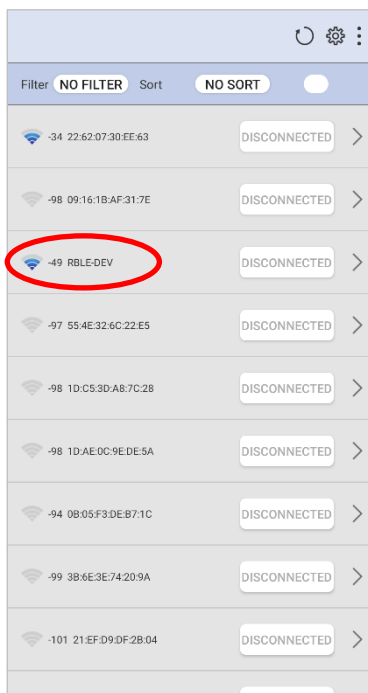 Filter NO FILTER Sort NO SORT
-34 22:62:07:30:EE:63 DISCONNECTED
-98 09:16:1B:AF:31:7E DISCONNECTED
-49 RBLE-DEV DISCONNECTED
-97 55:4E:32:6C:22:E5 DISCONNECTED
-98 1D:C5:3D:A8:7C:28 DISCONNECTED
-98 1D:AE:0C:9E:DE:5A DISCONNECTED
-94 0B:05:F3:DE:B7:1C DISCONNECTED
-99 3B:6E:3E:74:20:9A DISCONNECTED
-101 21:EF:D9:DF:2B:04 DISCONNECTED